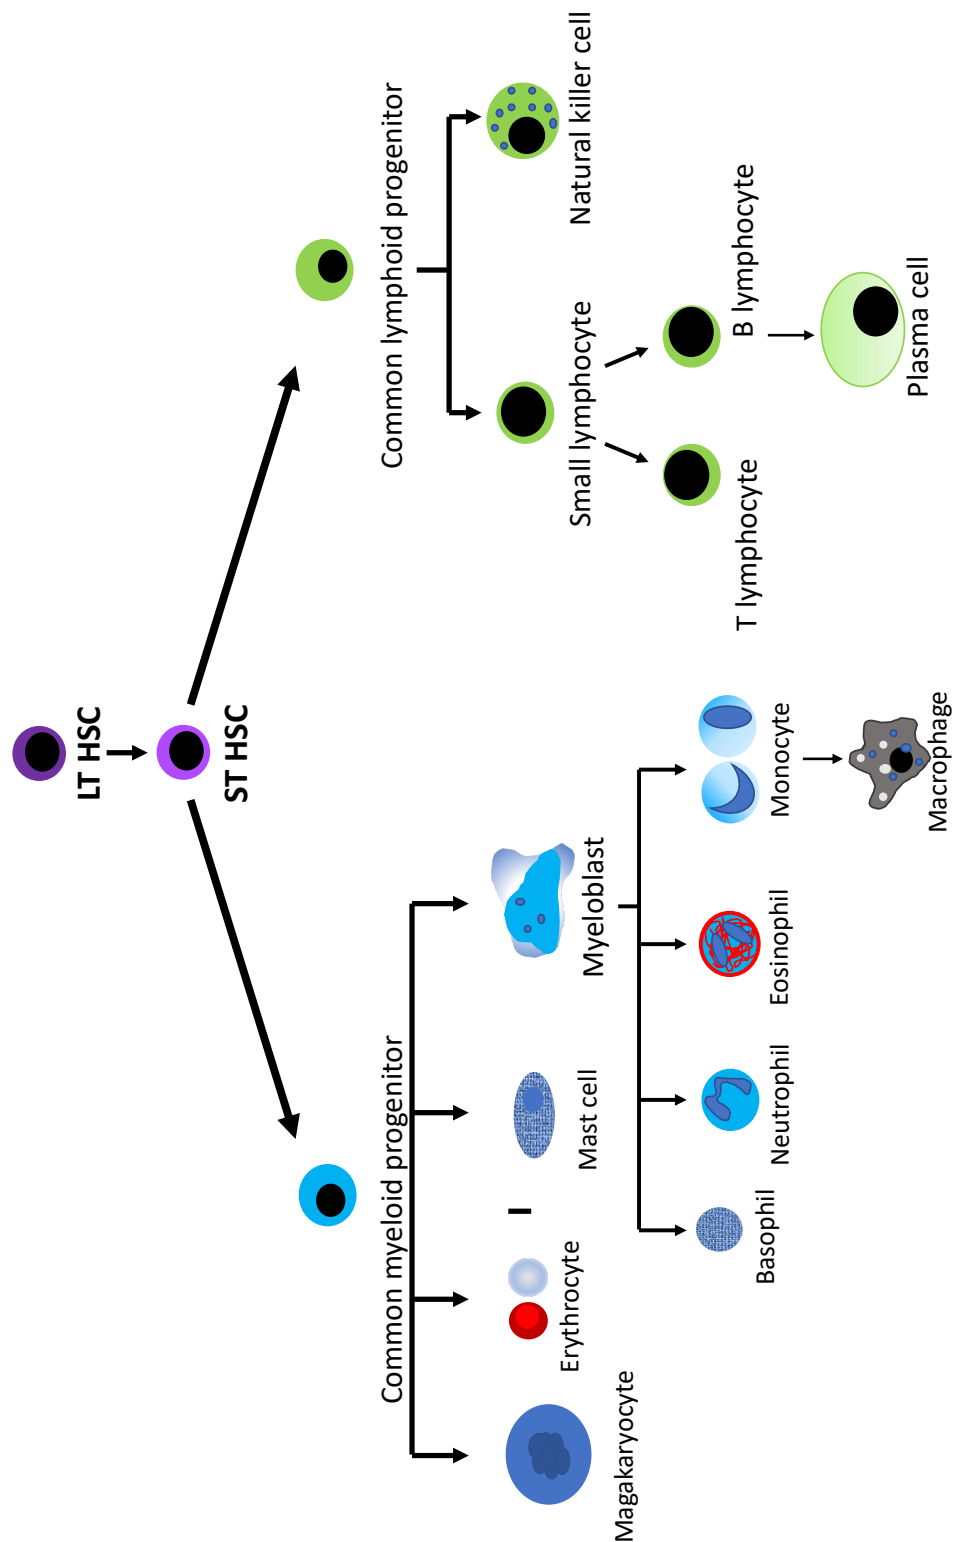 LT HSC
ST HSC
Common myeloid progenitor
Common lymphoid progenitor
Magakaryocyte
Erythrocyte
Mast cell
Myeloblast
Small lymphocyte
Natural killer cell
Basophil
Neutrophil
Eosinophil
Monocyte
T lymphocyte
B lymphocyte
Macrophage
Plasma cell